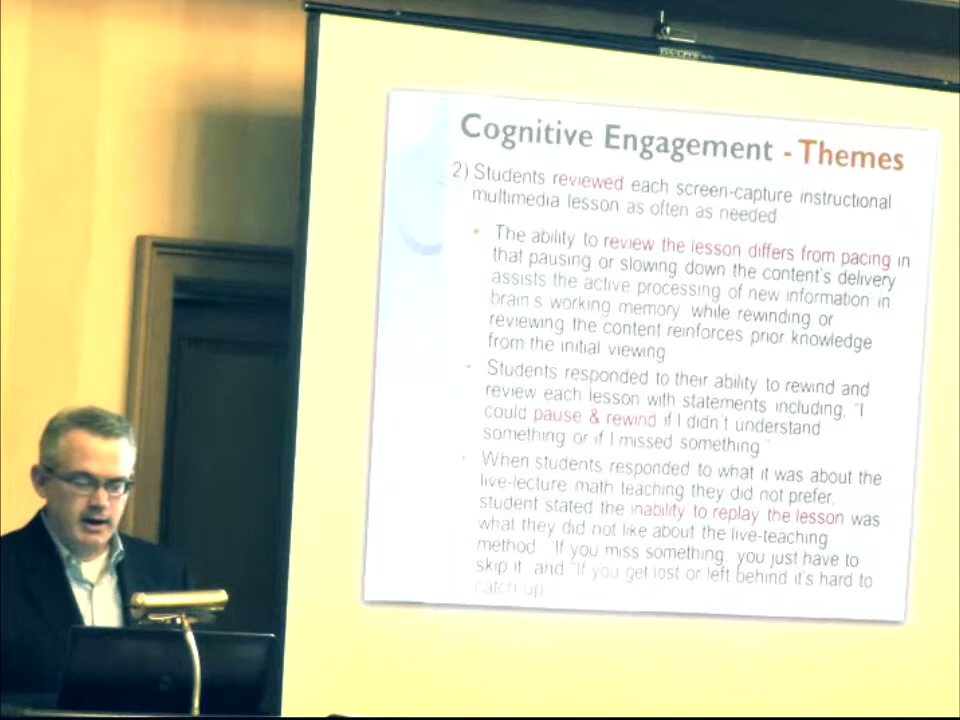 Cognitive Engagement - Themes
2) Students reviewed each screen-capture instructional
multimedia lesson as often as needed
• The ability to review the lesson differs from pacing in
that pausing or slowing down the content's delivery
assists the active processing of new information in
brain's working memory while rewinding or
reviewing the content reinforces prior knowledge
from the initial viewing
• Students responded to their ability to rewind and
review each lesson with statements including, "I
could pause & rewind if I didn't understand
something or if I missed something"
• When students responded to what it was about the
live-lecture math teaching they did not prefer,
student stated the inability to replay the lesson was
what they did not like about the live-teaching
method "If you miss something, you just have to
skip it" and "If you get lost or left behind it's hard to
catch up